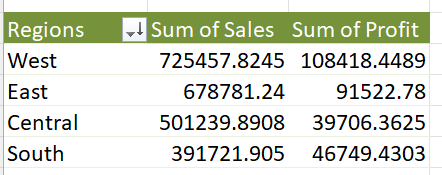 Regions Sum of Sales Sum of Profit
West 725457.8245 108418.4489
East 678781.24 91522.78
Central 501239.8908 39706.3625
South 391721.905 46749.4303